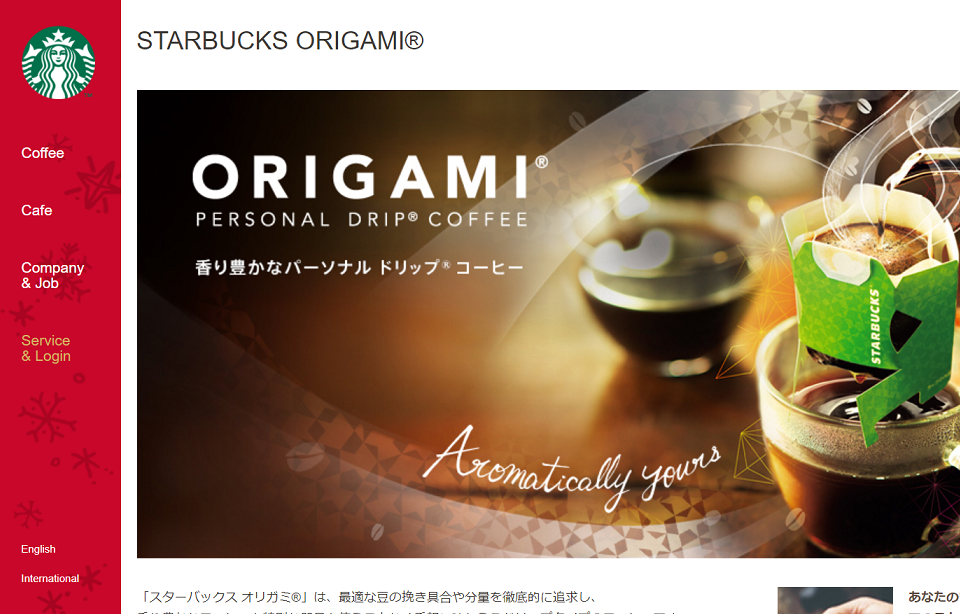 STARBUCKS ORIGAMI®
Coffee
Cafe
Company
& Job
Service
& Login
English
International
ORIGAMI®
PERSONAL DRIP® COFFEE
香り豊かなパーソナル ドリップ® コーヒー
STARBUCKS
Aromatically yours
「スターバックス オリガミ®」は、最適な豆の挽き具合や分量を徹底的に追求し、
あなたの